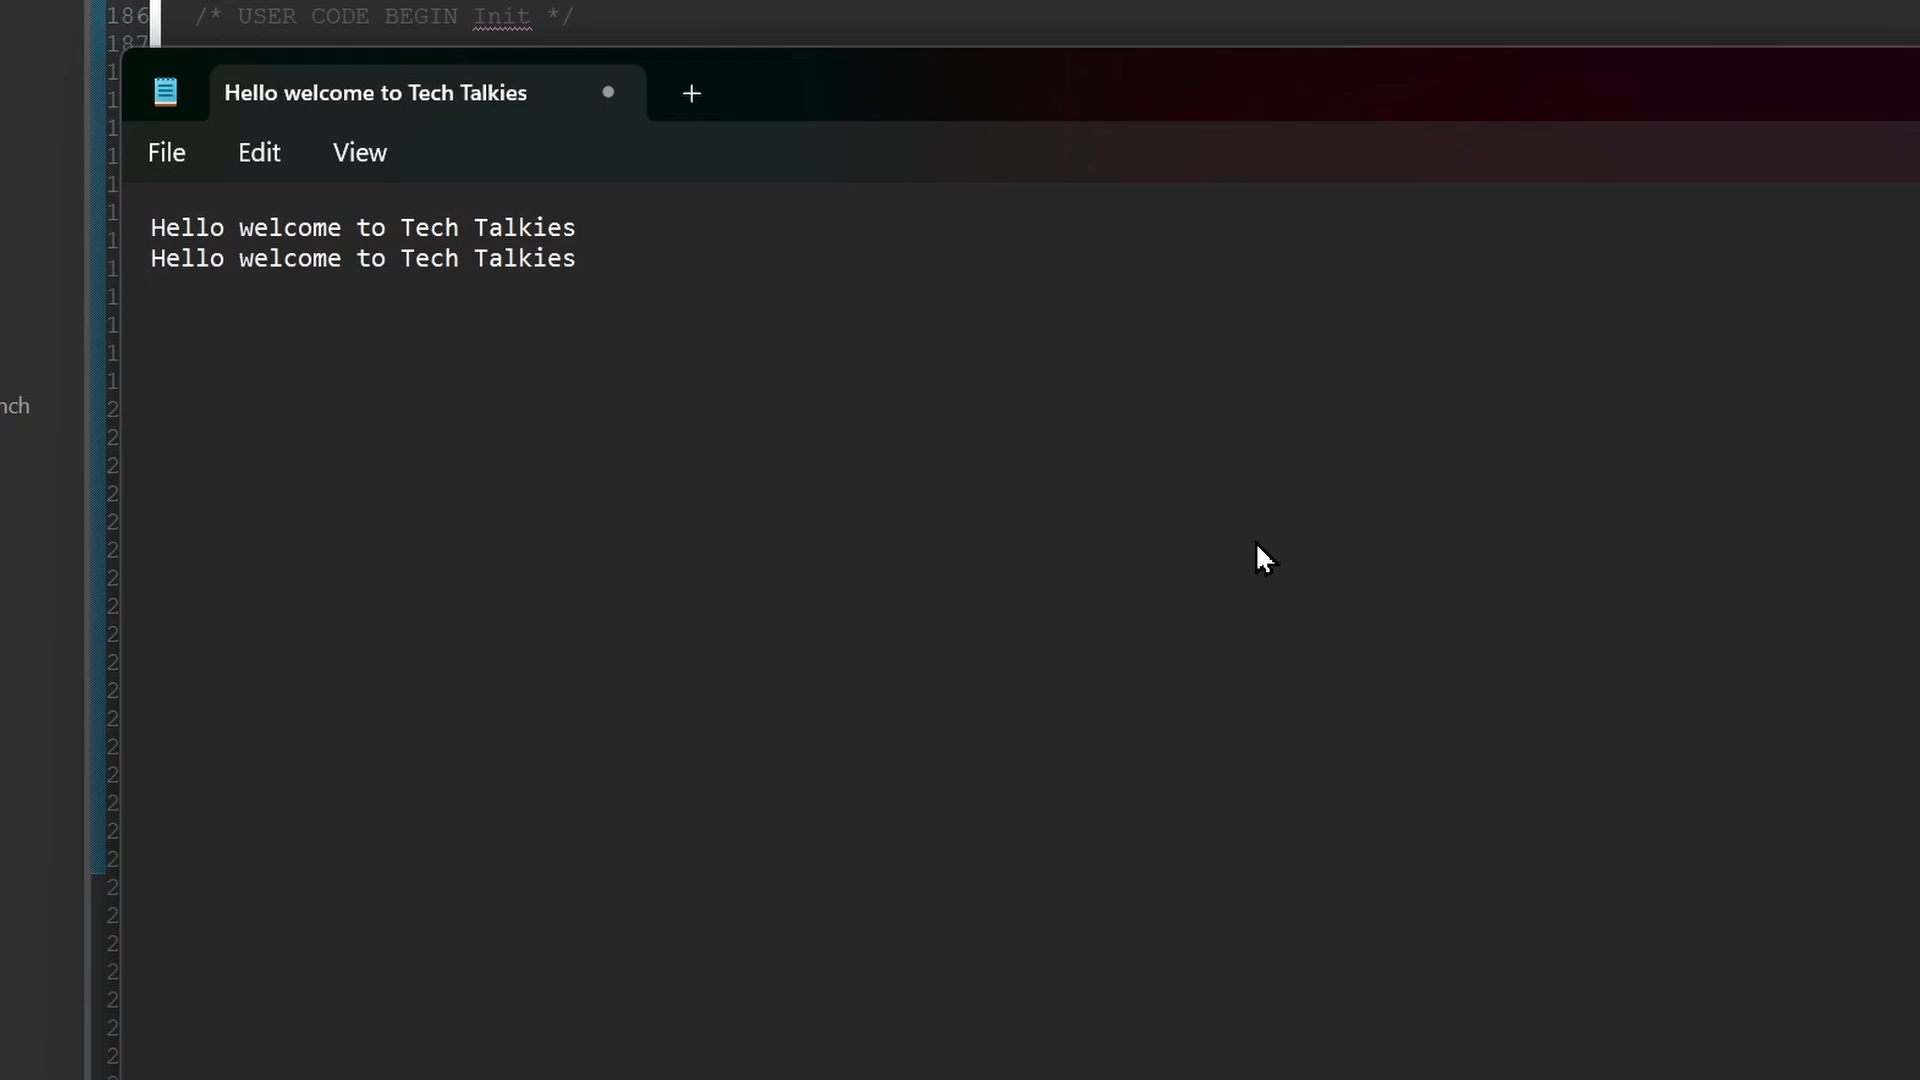 186 /* USER CODE BEGIN Init */
187
Hello welcome to Tech Talkies
File Edit View
Hello welcome to Tech Talkies
Hello welcome to Tech Talkies
nch